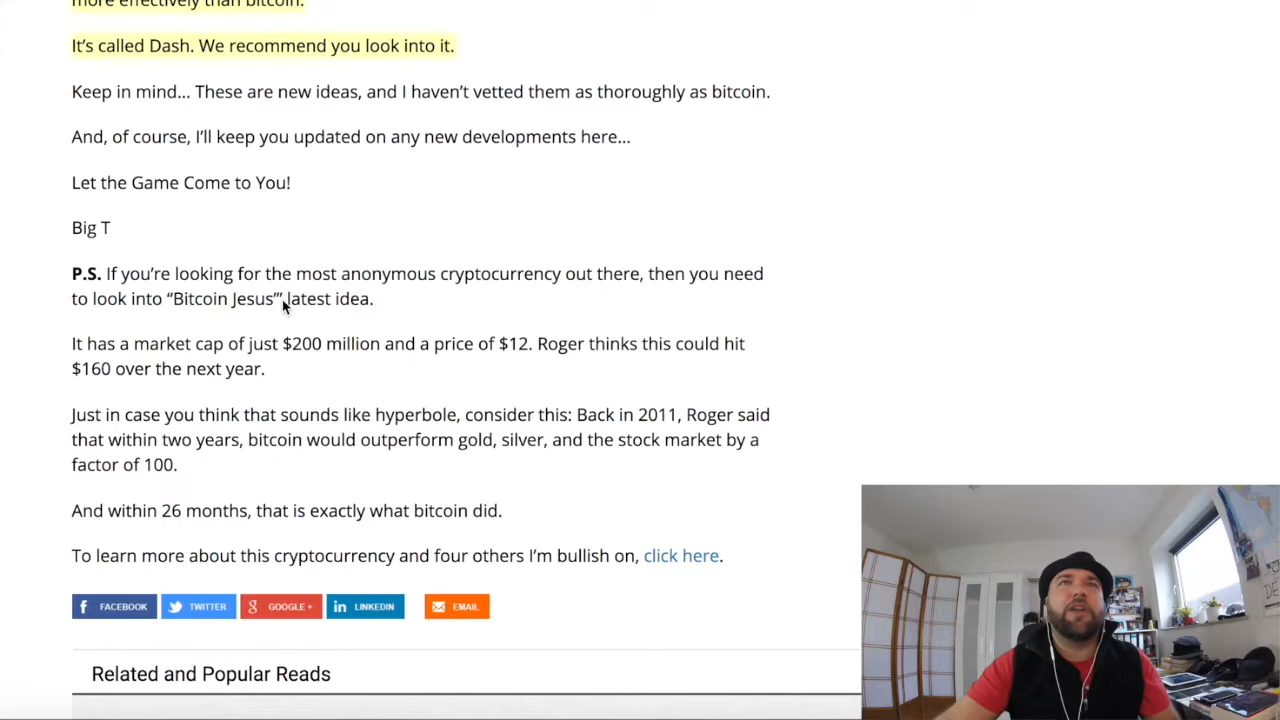 more effectively than bitcoin.
It's called Dash. We recommend you look into it.
Keep in mind... These are new ideas, and I haven't vetted them as thoroughly as bitcoin.
And, of course, I'll keep you updated on any new developments here...
Let the Game Come to You!
Big T
P.S. If you're looking for the most anonymous cryptocurrency out there, then you need
to look into “Bitcoin Jesus”' latest idea.
It has a market cap of just $200 million and a price of $12. Roger thinks this could hit
$160 over the next year.
Just in case you think that sounds like hyperbole, consider this: Back in 2011, Roger said
that within two years, bitcoin would outperform gold, silver, and the stock market by a
factor of 100.
And within 26 months, that is exactly what bitcoin did.
To learn more about this cryptocurrency and four others I'm bullish on, click here.
FACEBOOK TWITTER GOOGLE + LINKEDIN EMAIL
Related and Popular Reads